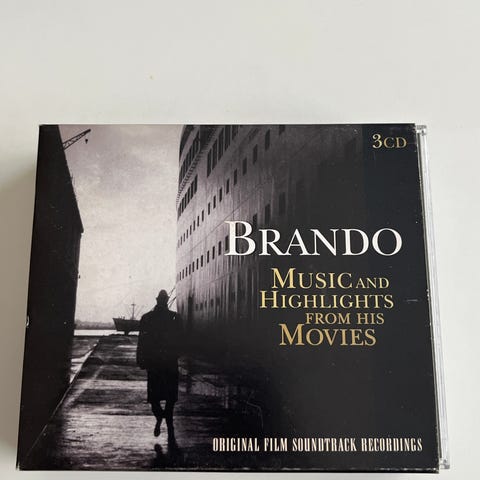 3CD
BRANDO
MUSIC AND
HIGHLIGHTS
FROM HIS
MOVIES
ORIGINAL FILM SOUNDTRACK RECORDINGS